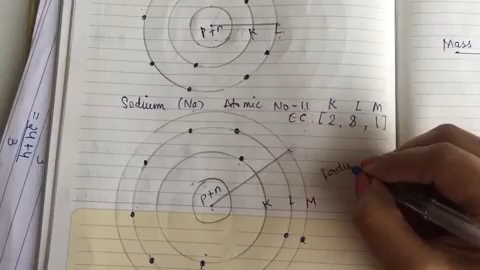 P+n K L
Mass
Sodium (Na) Atomic No-11 K L M
EC:[2, 8, 1]
P+n K L M